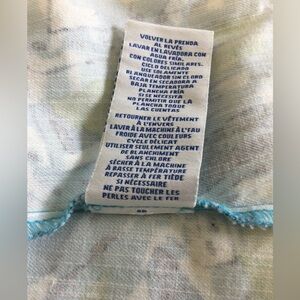 VOLVER LA PRENDA
AL REVÉS
LAVAR EN LAVADORA CON
AGUA FRÍA
CON COLORES SIMILARES.
CICLO DELICADO
USE SOLAMENTE
BLANQUEADOR SIN CLORO
SECAR EN SECADORA A
BAJA TEMPERATURA
PLANCHA FRÍA
SI SE NECESITA
NO PERMITIR QUE LA
PLANCHA TOQUE
LAS CUENTAS
RETOURNER LE VÊTEMENT
À L'ENVERS
LAVER À LA MACHINE À L'EAU
FROIDE AVEC COULEURS
CYCLE DÉLICAT
UTILISER SEULEMENT AGENT
DE BLANCHIMENT
SANS CHLORE
SÉCHER À LA MACHINE
À BASSE TEMPÉRATURE
REPASSER À FER TIÈDE
SI NÉCESSAIRE
NE PAS TOUCHER LES
PERLES AVEC LE FER